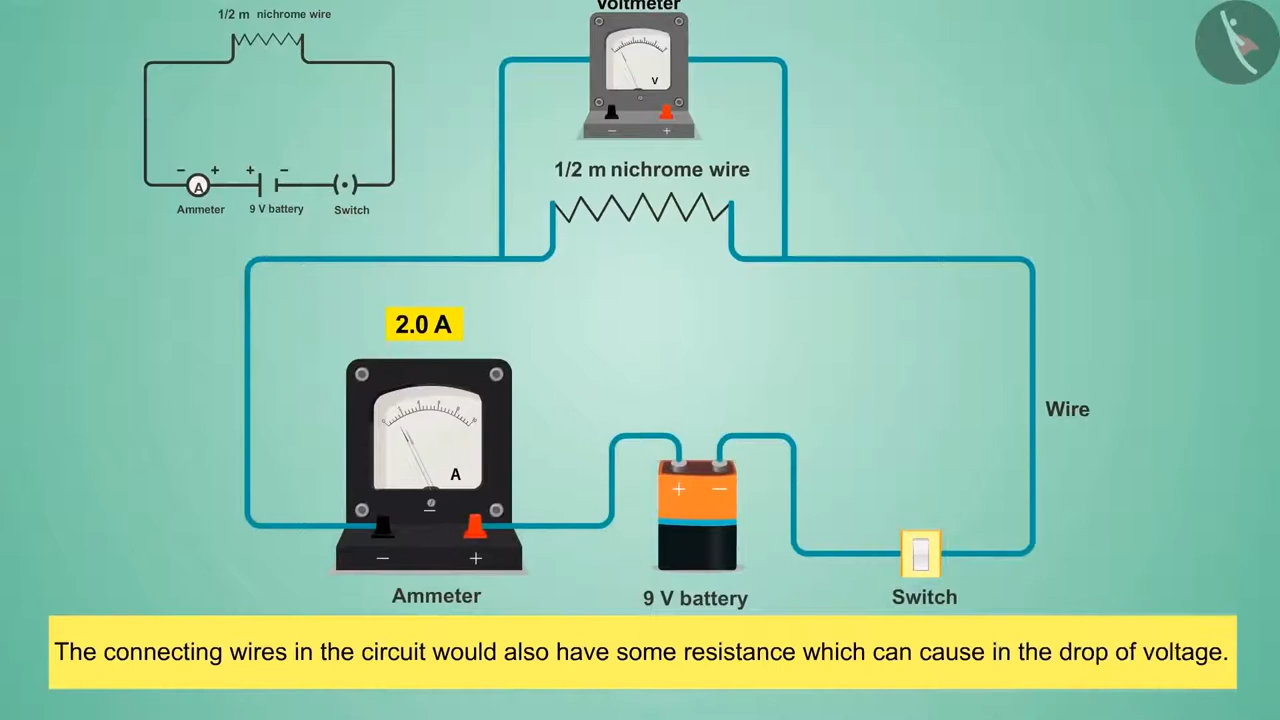 1/2 m nichrome wire
− + + −
A
Ammeter 9 V battery Switch
Voltmeter
V
− +
1/2 m nichrome wire
2.0 A
Wire
A
+ −
− +
Ammeter 9 V battery Switch
The connecting wires in the circuit would also have some resistance which can cause in the drop of voltage.